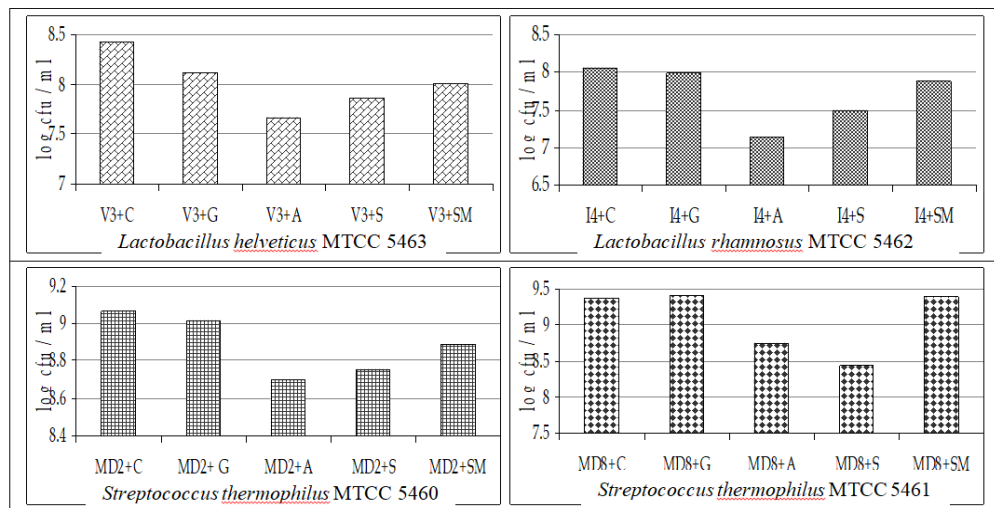 8.5
8
7.5
7
log cfu / ml
V3+C V3+G V3+A V3+S V3+SM
Lactobacillus helveticus MTCC 5463
8.5
8
7.5
7
6.5
log cfu / ml
I4+C I4+G I4+A I4+S I4+SM
Lactobacillus rhamnosus MTCC 5462
9.2
9
8.8
8.6
8.4
log cfu / ml
MD2+C MD2+ G MD2+A MD2+S MD2+SM
Streptococcus thermophilus MTCC 5460
9.5
9
8.5
8
7.5
log cfu / ml
MD8+C MD8+G MD8+A MD8+S MD8+SM
Streptococcus thermophilus MTCC 5461